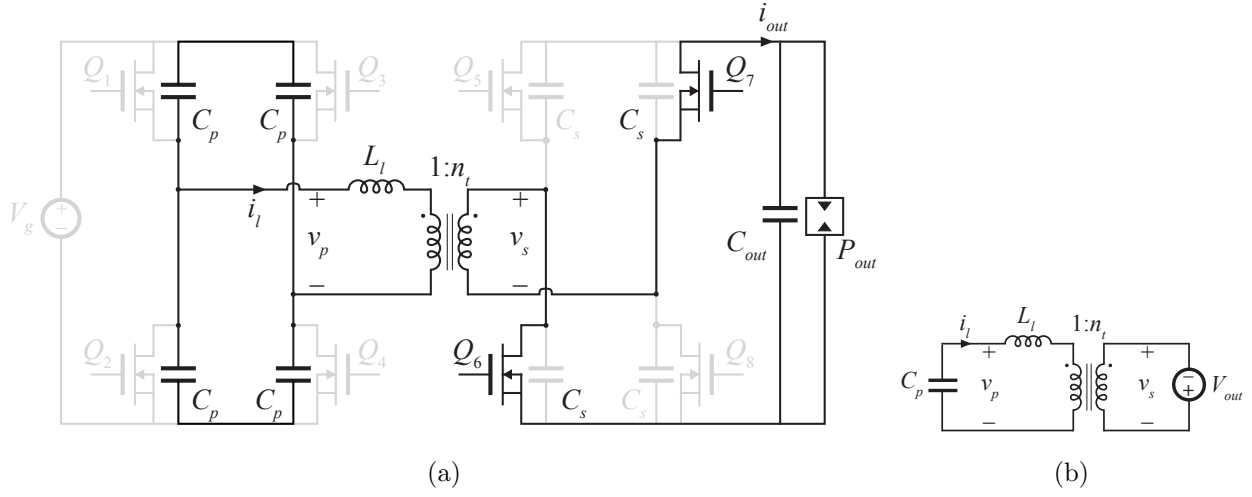 i_out
Q_1 Q_3 Q_5 Q_7
C_p C_p C_s C_s
L_l 1:n_t
V_g + − i_l + v_p − + v_s − C_out P_out
Q_2 Q_4 Q_6 Q_8
C_p C_p C_s C_s
(a)
i_l L_l 1:n_t
C_p + v_p − + v_s − − + V_out
(b)